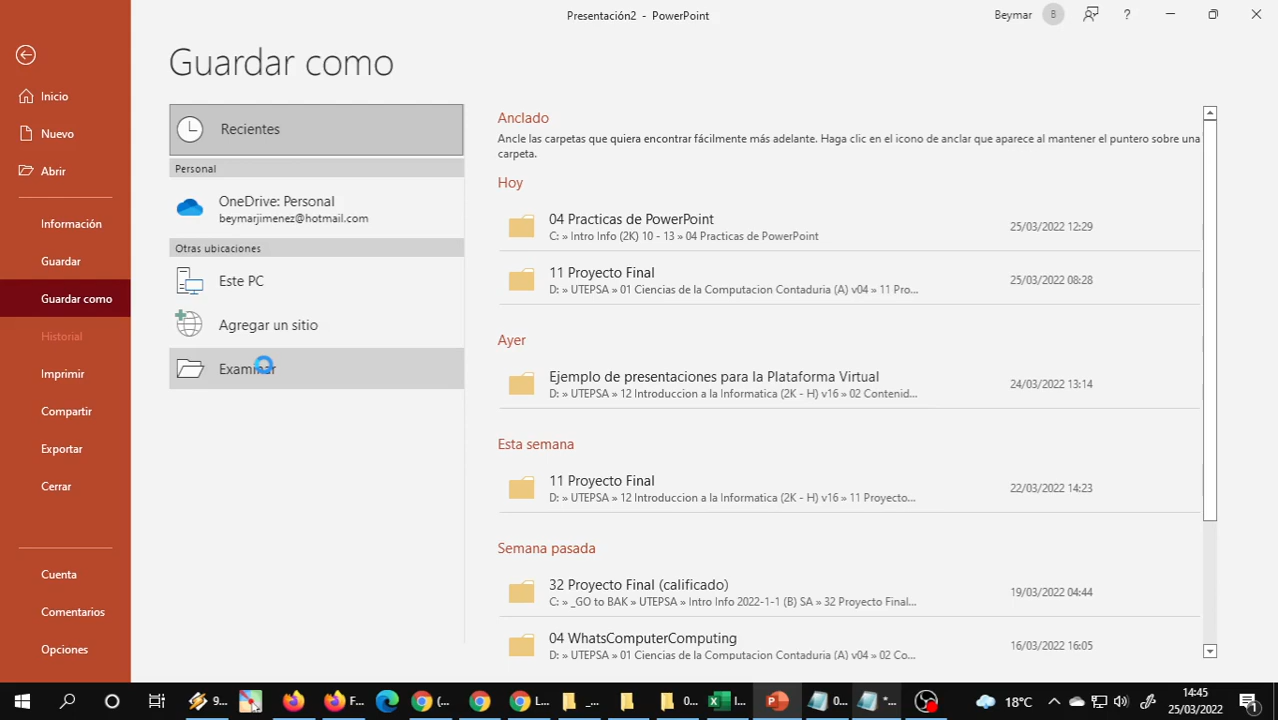 Presentación2 - PowerPoint
Beymar
B
?
Guardar como
Inicio
Nuevo
Abrir
Información
Guardar
Guardar como
Historial
Imprimir
Compartir
Exportar
Cerrar
Cuenta
Comentarios
Opciones
Recientes
Personal
OneDrive: Personal
beymarjimenez@hotmail.com
Otras ubicaciones
Este PC
Agregar un sitio
Examinar
Anclado
Ancle las carpetas que quiera encontrar fácilmente más adelante. Haga clic en el icono de anclar que aparece al mantener el puntero sobre una
carpeta.
Hoy
04 Practicas de PowerPoint
25/03/2022 12:29
C: » Intro Info (2K) 10 - 13 » 04 Practicas de PowerPoint
11 Proyecto Final
25/03/2022 08:28
D: » UTEPSA » 01 Ciencias de la Computacion Contaduria (A) v04 » 11 Pro...
Ayer
Ejemplo de presentaciones para la Plataforma Virtual
24/03/2022 13:14
D: » UTEPSA » 12 Introduccion a la Informatica (2K - H) v16 » 02 Contenid...
Esta semana
11 Proyecto Final
22/03/2022 14:23
D: » UTEPSA » 12 Introduccion a la Informatica (2K - H) v16 » 11 Proyecto...
Semana pasada
32 Proyecto Final (calificado)
19/03/2022 04:44
C: » _GO to BAK » UTEPSA » Intro Info 2022-1-1 (B) SA » 32 Proyecto Final...
04 WhatsComputerComputing
16/03/2022 16:05
D: » UTEPSA » 01 Ciencias de la Computacion Contaduria (A) v04 » 02 Co...
9...
F...
(...
L...
_...
0...
I...
0...
*...
18°C
14:45
25/03/2022
1